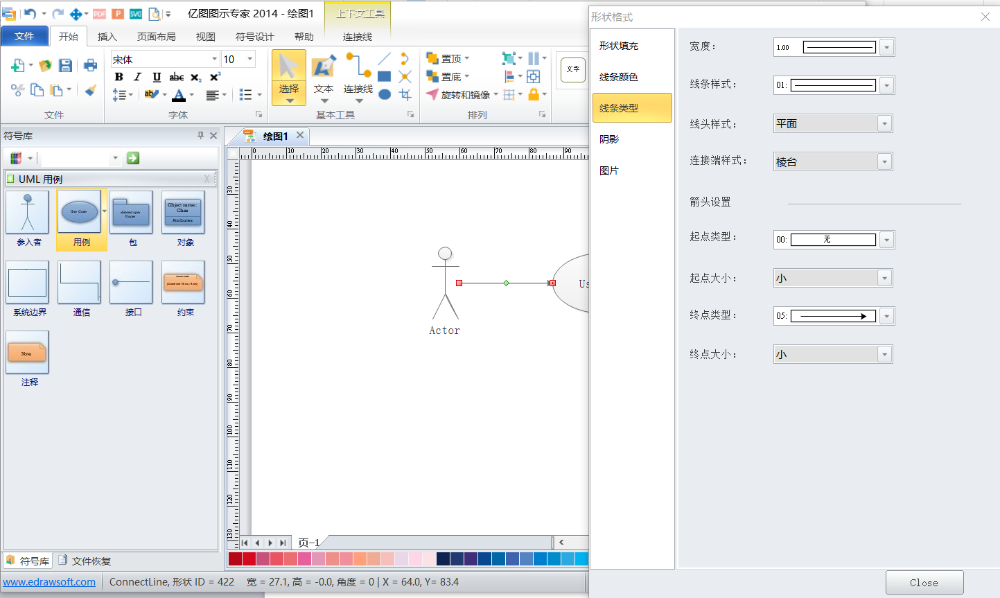 PDF P SVG 亿图图示专家 2014 - 绘图1 上下文工具
文件 开始 插入 页面布局 视图 符号设计 帮助 连接线
宋体 10
B I U abc x₂ x²
ab A
选择 文本 连接线
置顶
置底
旋转和镜像
文字
文件 字体 基本工具 排列
符号库
绘图1
0 10 20 30 40 50 60 70 80 90
UML 用例
Use Case
Name
Object name : Class
Attributes
参入者 用例 包 对象
系统边界 通信 接口 约束
Note
注释
30
40
50
60
70
80
90
100
110
120
130
Us
Actor
页-1
符号库 文件恢复
www.edrawsoft.com ConnectLine, 形状 ID = 422 宽 = 27.1, 高 = -0.0, 角度 = 0 | X = 64.0, Y= 83.4
形状格式
形状填充
线条颜色
线条类型
阴影
图片
宽度： 1.00
线条样式： 01:
线头样式： 平面
连接端样式： 棱台
箭头设置
起点类型： 00: 无
起点大小： 小
终点类型： 05:
终点大小： 小
Close